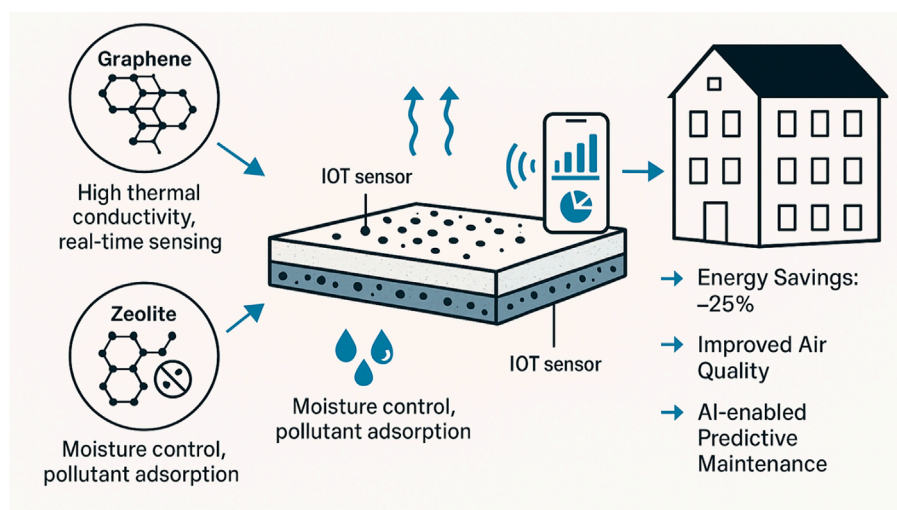 Graphene
High thermal
conductivity,
real-time sensing
Zeolite
Moisture control,
pollutant adsorption
IOT sensor
IOT sensor
Moisture control,
pollutant adsorption
→ Energy Savings:
–25%
→ Improved Air
Quality
→ AI-enabled
Predictive
Maintenance